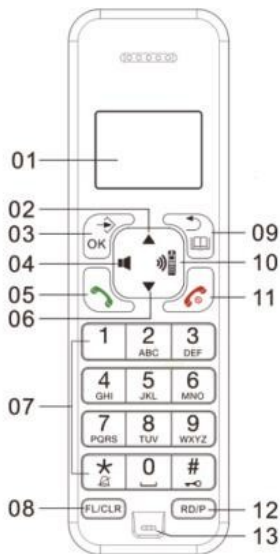 01
02
03
OK
09
04
10
05
06
11
1 2 ABC 3 DEF
4 GHI 5 JKL 6 MNO
07
7 PQRS 8 TUV 9 WXYZ
* 0 #
08 FL/CLR RD/P 12
13